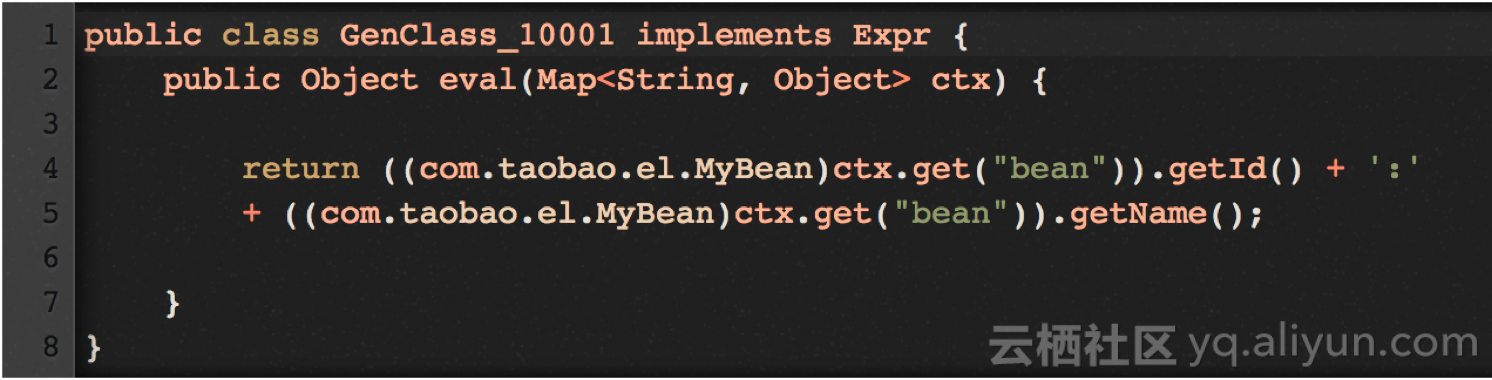 1 public class GenClass_10001 implements Expr {
2 public Object eval(Map<String, Object> ctx) {
3
4 return ((com.taobao.el.MyBean)ctx.get("bean")).getId() + ':'
5 + ((com.taobao.el.MyBean)ctx.get("bean")).getName();
6
7 }
8 }
云栖社区 yq.aliyun.com